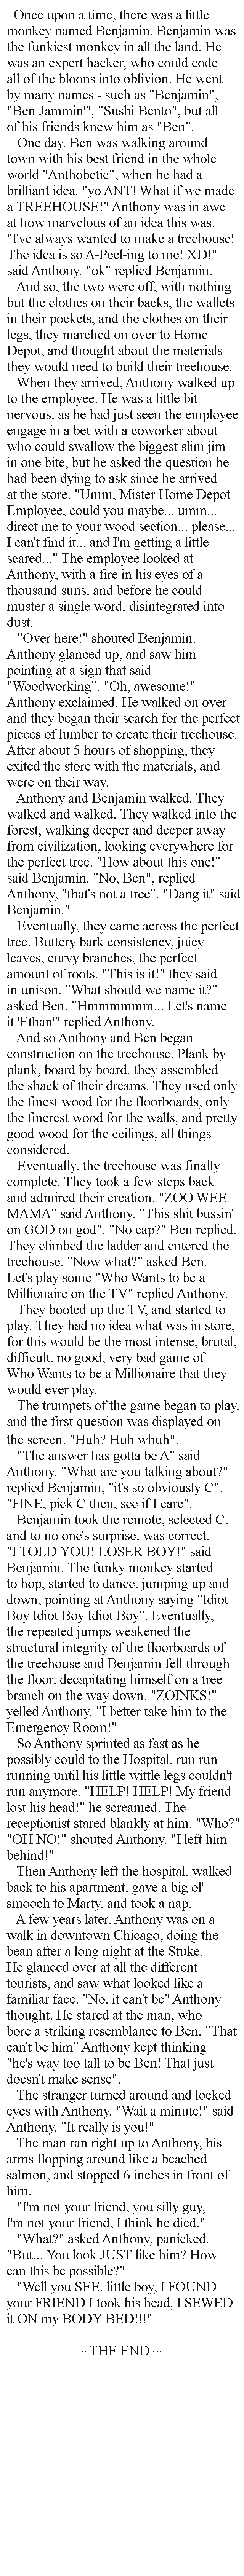 Once upon a time, there was a little
monkey named Benjamin. Benjamin was
the funkiest monkey in all the land. He
was an expert hacker, who could code
all of the bloons into oblivion. He went
by many names - such as "Benjamin",
"Ben Jammin'", "Sushi Bento", but all
of his friends knew him as "Ben".
One day, Ben was walking around
town with his best friend in the whole
world "Anthobetic", when he had a
brilliant idea. "yo ANT! What if we made
a TREEHOUSE!" Anthony was in awe
at how marvelous of an idea this was.
"I've always wanted to make a treehouse!
The idea is so A-Peel-ing to me! XD!"
said Anthony. "ok" replied Benjamin.
And so, the two were off, with nothing
but the clothes on their backs, the wallets
in their pockets, and the clothes on their
legs, they marched on over to Home
Depot, and thought about the materials
they would need to build their treehouse.
When they arrived, Anthony walked up
to the employee. He was a little bit
nervous, as he had just seen the employee
engage in a bet with a coworker about
who could swallow the biggest slim jim
in one bite, but he asked the question he
had been dying to ask since he arrived
at the store. "Umm, Mister Home Depot
Employee, could you maybe... umm...
direct me to your wood section... please...
I can't find it... and I'm getting a little
scared..." The employee looked at
Anthony, with a fire in his eyes of a
thousand suns, and before he could
muster a single word, disintegrated into
dust.
"Over here!" shouted Benjamin.
Anthony glanced up, and saw him
pointing at a sign that said
"Woodworking". "Oh, awesome!"
Anthony exclaimed. He walked on over
and they began their search for the perfect
pieces of lumber to create their treehouse.
After about 5 hours of shopping, they
exited the store with the materials, and
were on their way.
Anthony and Benjamin walked. They
walked and walked. They walked into the
forest, walking deeper and deeper away
from civilization, looking everywhere for
the perfect tree. "How about this one!"
said Benjamin. "No, Ben", replied
Anthony, "that's not a tree". "Dang it" said
Benjamin."
Eventually, they came across the perfect
tree. Buttery bark consistency, juicy
leaves, curvy branches, the perfect
amount of roots. "This is it!" they said
in unison. "What should we name it?"
asked Ben. "Hmmmmmm... Let's name
it 'Ethan'" replied Anthony.
And so Anthony and Ben began
construction on the treehouse. Plank by
plank, board by board, they assembled
the shack of their dreams. They used only
the finest wood for the floorboards, only
the finerest wood for the walls, and pretty
good wood for the ceilings, all things
considered.
Eventually, the treehouse was finally
complete. They took a few steps back
and admired their creation. "ZOO WEE
MAMA" said Anthony. "This shit bussin'
on GOD on god". "No cap?" Ben replied.
They climbed the ladder and entered the
treehouse. "Now what?" asked Ben.
Let's play some "Who Wants to be a
Millionaire on the TV" replied Anthony.
They booted up the TV, and started to
play. They had no idea what was in store,
for this would be the most intense, brutal,
difficult, no good, very bad game of
Who Wants to be a Millionaire that they
would ever play.
The trumpets of the game began to play,
and the first question was displayed on
the screen. "Huh? Huh whuh".
"The answer has gotta be A" said
Anthony. "What are you talking about?"
replied Benjamin, "it's so obviously C".
"FINE, pick C then, see if I care".
Benjamin took the remote, selected C,
and to no one's surprise, was correct.
"I TOLD YOU! LOSER BOY!" said
Benjamin. The funky monkey started
to hop, started to dance, jumping up and
down, pointing at Anthony saying "Idiot
Boy Idiot Boy Idiot Boy". Eventually,
the repeated jumps weakened the
structural integrity of the floorboards of
the treehouse and Benjamin fell through
the floor, decapitating himself on a tree
branch on the way down. "ZOINKS!"
yelled Anthony. "I better take him to the
Emergency Room!"
So Anthony sprinted as fast as he
possibly could to the Hospital, run run
running until his little wittle legs couldn't
run anymore. "HELP! HELP! My friend
lost his head!" he screamed. The
receptionist stared blankly at him. "Who?"
"OH NO!" shouted Anthony. "I left him
behind!"
Then Anthony left the hospital, walked
back to his apartment, gave a big ol'
smooch to Marty, and took a nap.
A few years later, Anthony was on a
walk in downtown Chicago, doing the
bean after a long night at the Stuke.
He glanced over at all the different
tourists, and saw what looked like a
familiar face. "No, it can't be" Anthony
thought. He stared at the man, who
bore a striking resemblance to Ben. "That
can't be him" Anthony kept thinking
"he's way too tall to be Ben! That just
doesn't make sense".
The stranger turned around and locked
eyes with Anthony. "Wait a minute!" said
Anthony. "It really is you!"
The man ran right up to Anthony, his
arms flopping around like a beached
salmon, and stopped 6 inches in front of
him.
"I'm not your friend, you silly guy,
I'm not your friend, I think he died."
"What?" asked Anthony, panicked.
"But... You look JUST like him? How
can this be possible?"
"Well you SEE, little boy, I FOUND
your FRIEND I took his head, I SEWED
it ON my BODY BED!!!"
~ THE END ~